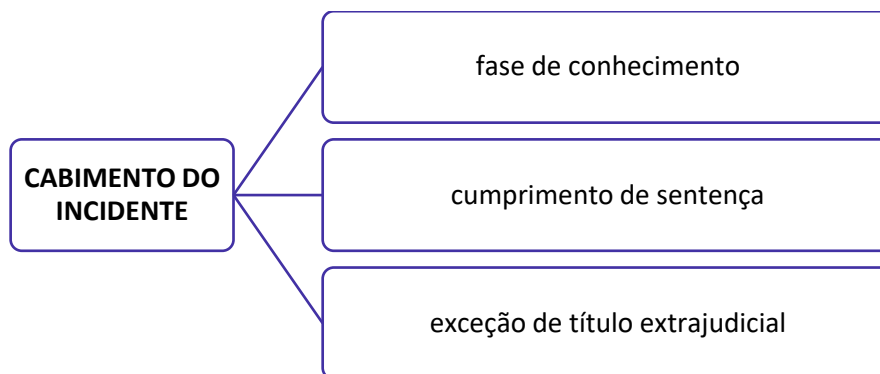 CABIMENTO DO
INCIDENTE
fase de conhecimento
cumprimento de sentença
exceção de título extrajudicial